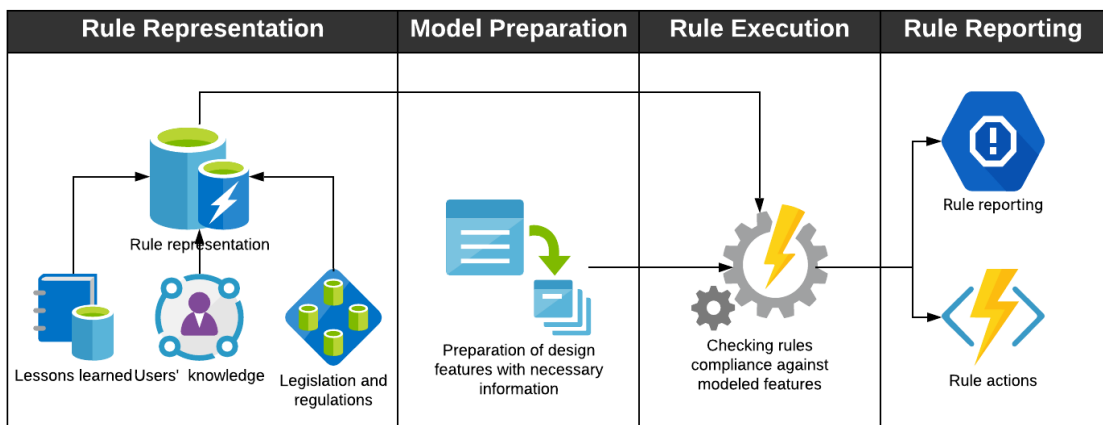 Rule Representation
Model Preparation
Rule Execution
Rule Reporting
Rule representation
Lessons learned
Users' knowledge
Legislation and
regulations
Preparation of design
features with necessary
information
Checking rules
compliance against
modeled features
Rule reporting
Rule actions